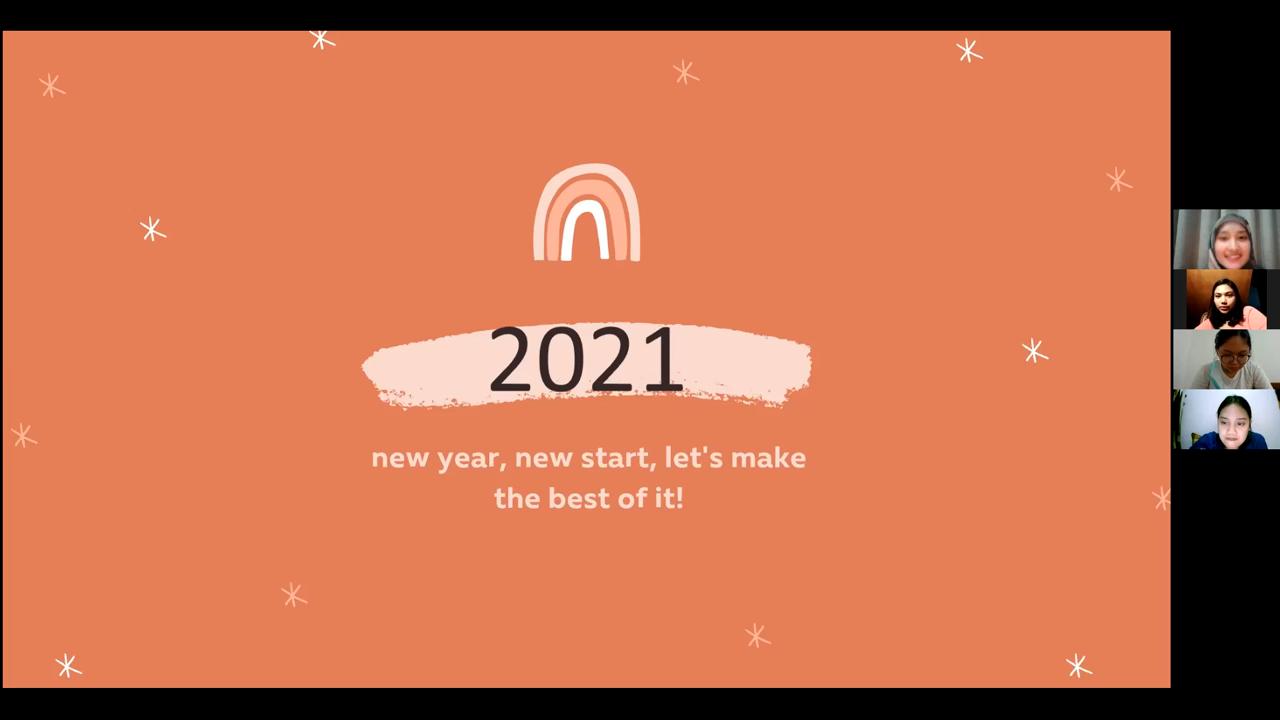 2021
new year, new start, let's make
the best of it!